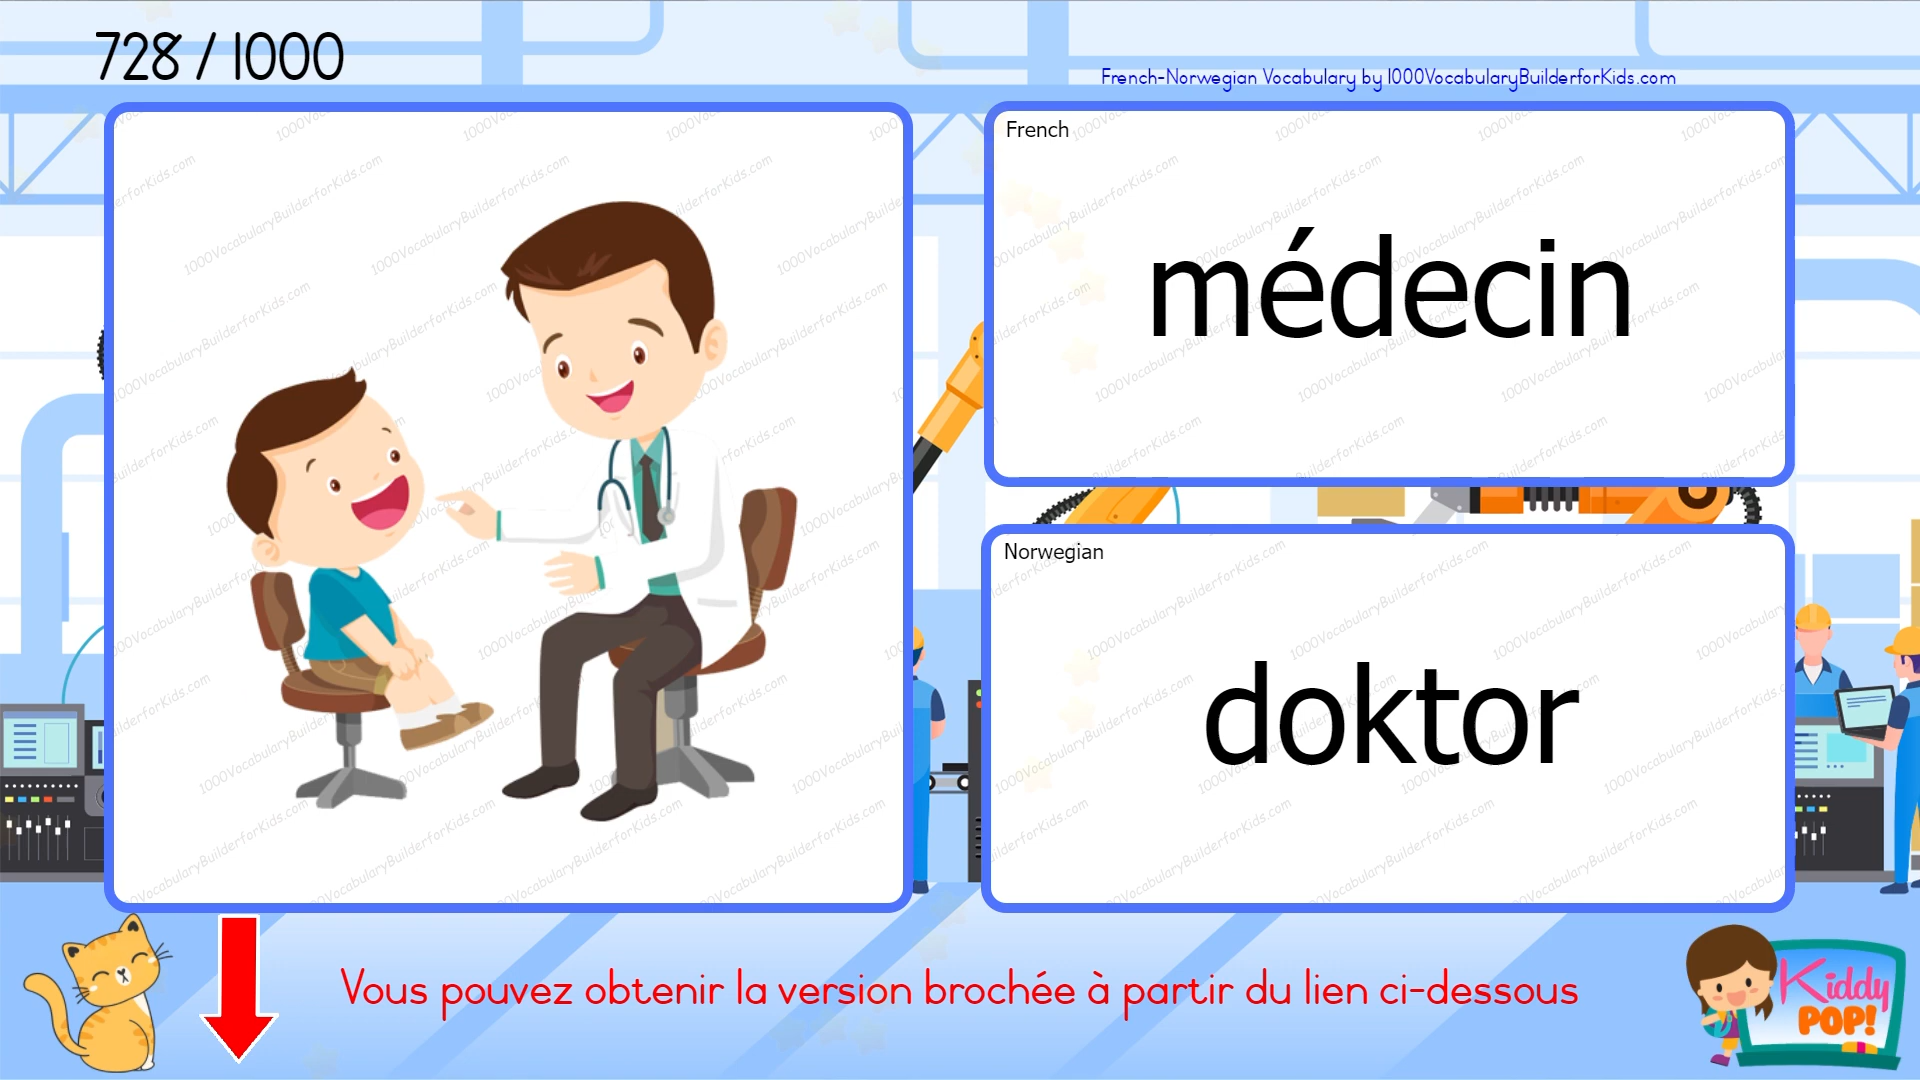 728 / 1000
French-Norwegian Vocabulary by 1000VocabularyBuilderforKids.com
French
médecin
Norwegian
doktor
Vous pouvez obtenir la version brochée à partir du lien ci-dessous
Kiddy
POP!